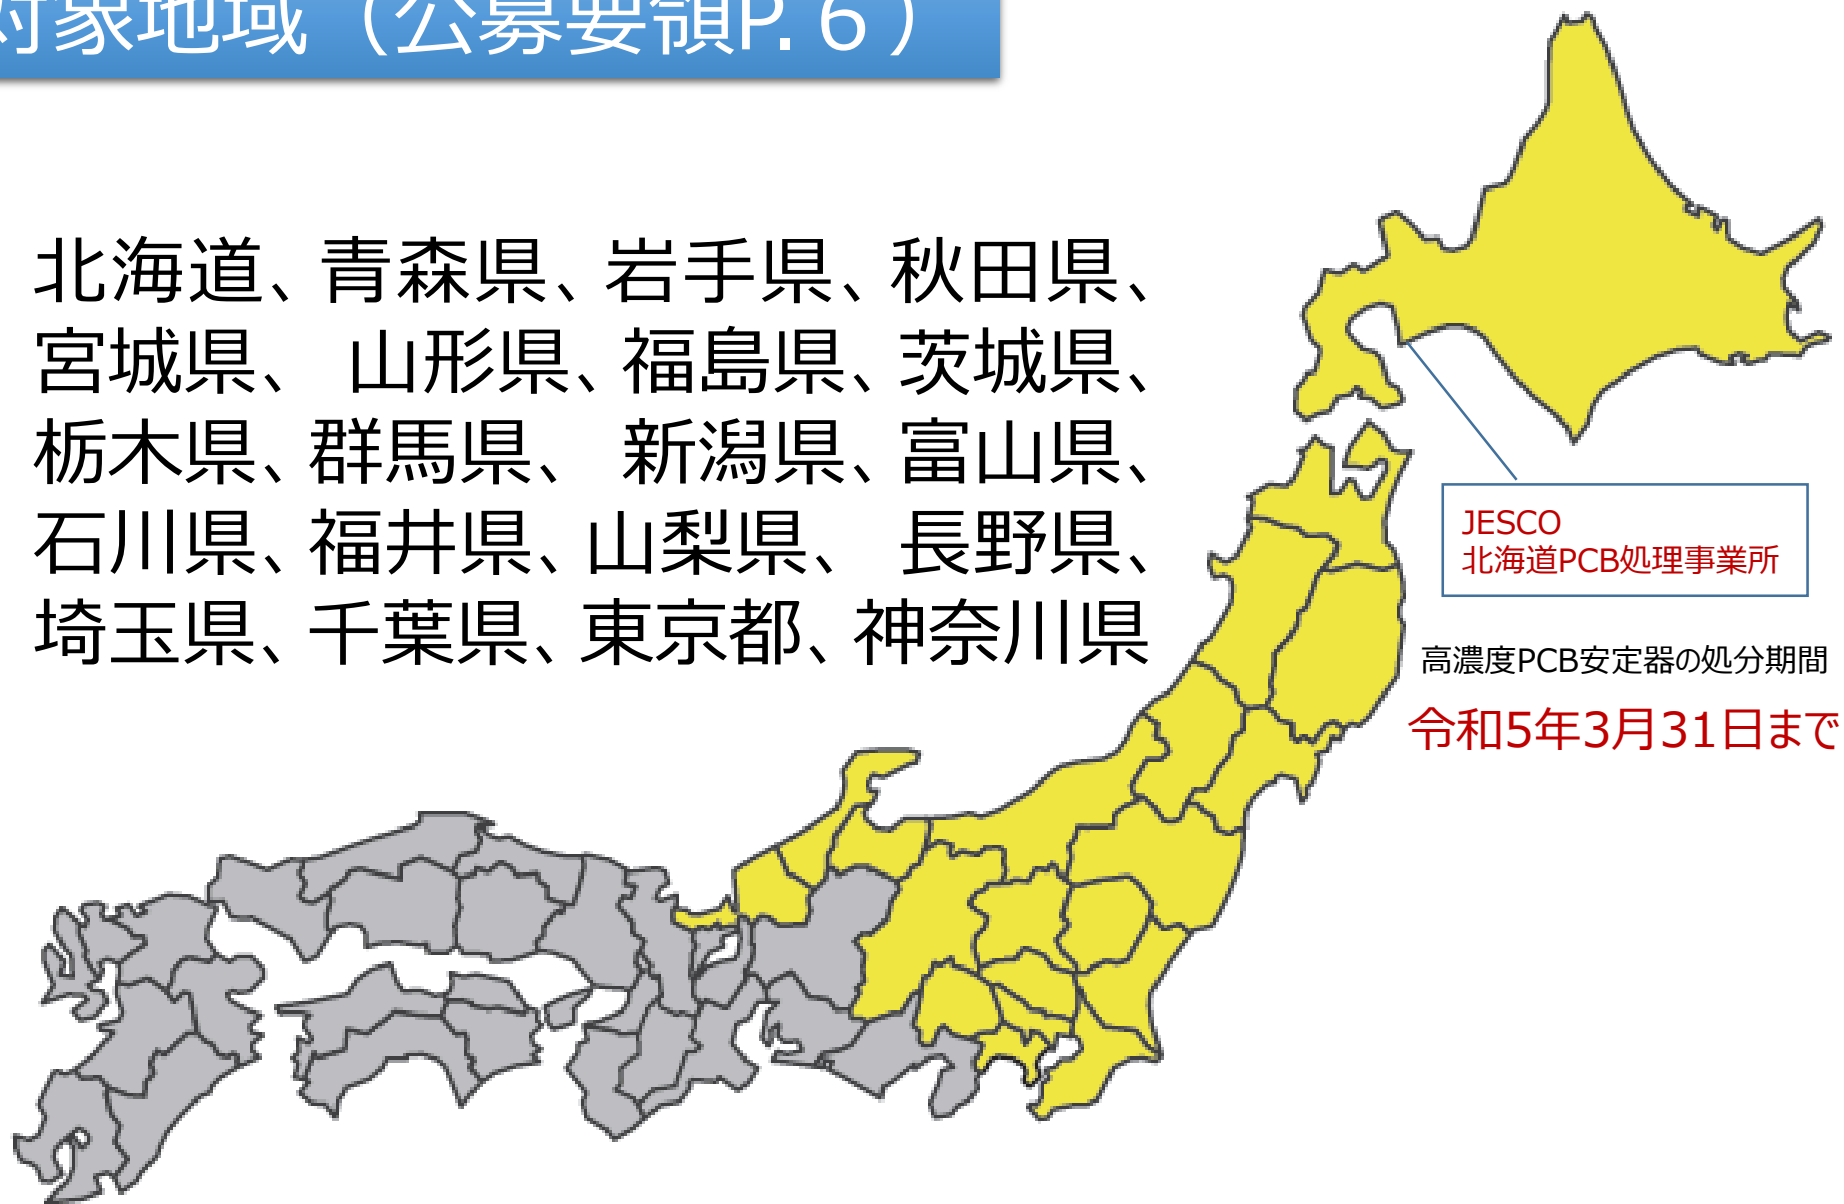 対象地域（公募要領P.６）
北海道、青森県、岩手県、秋田県、
宮城県、 山形県、福島県、茨城県、
栃木県、群馬県、 新潟県、富山県、
石川県、福井県、山梨県、 長野県、
埼玉県、千葉県、東京都、神奈川県
JESCO
北海道PCB処理事業所
高濃度PCB安定器の処分期間
令和5年3月31日まで